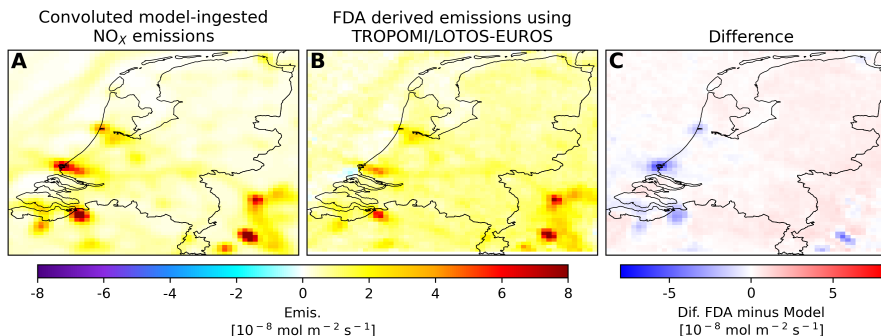 Convoluted model-ingested
NOX emissions
FDA derived emissions using
TROPOMI/LOTOS-EUROS
Difference
A
B
C
-8 -6 -4 -2 0 2 4 6 8
-5 0 5
Emis.
[10⁻⁸ mol m⁻² s⁻¹]
Dif. FDA minus Model
[10⁻⁸ mol m⁻² s⁻¹]